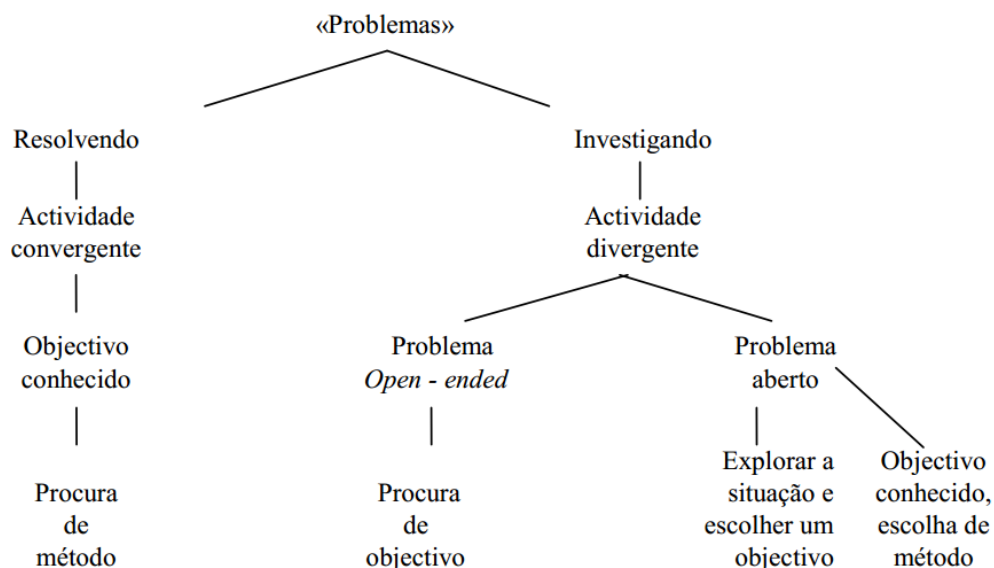 «Problemas»
Resolvendo
Investigando
Actividade
convergente
Actividade
divergente
Objectivo
conhecido
Problema
Open - ended
Problema
aberto
Procura
de
método
Procura
de
objectivo
Explorar a
situação e
escolher um
objectivo
Objectivo
conhecido,
escolha de
método